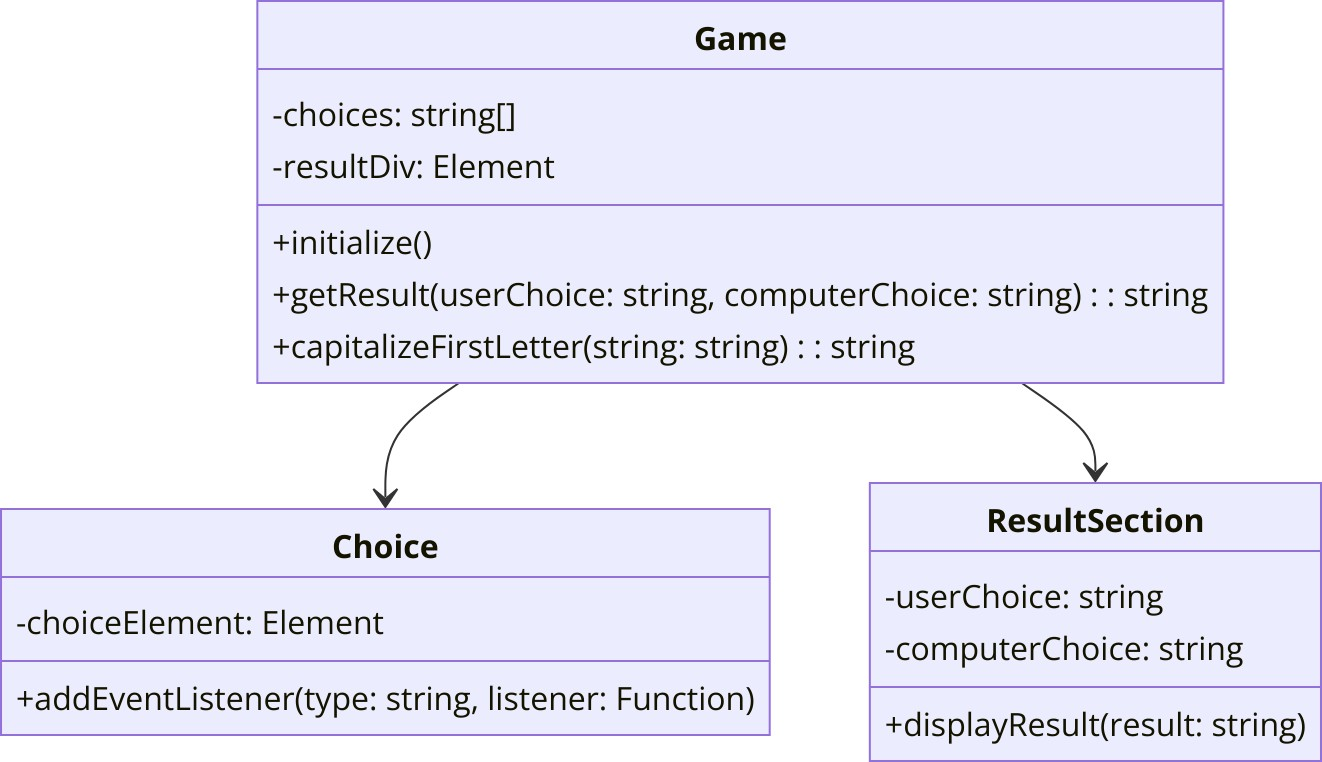 Game
-choices: string[]
-resultDiv: Element
+initialize()
+getResult(userChoice: string, computerChoice: string) : : string
+capitalizeFirstLetter(string: string) : : string
Choice
-choiceElement: Element
+addEventListener(type: string, listener: Function)
ResultSection
-userChoice: string
-computerChoice: string
+displayResult(result: string)